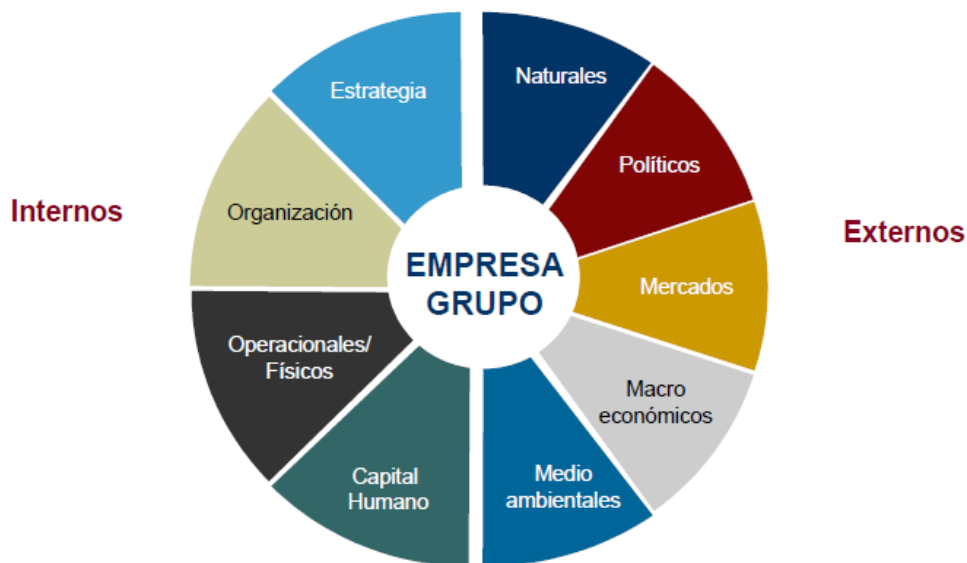 Internos
Estrategia
Organización
Operacionales/
Físicos
Capital
Humano
EMPRESA
GRUPO
Externos
Naturales
Políticos
Mercados
Macro
económicos
Medio
ambientales